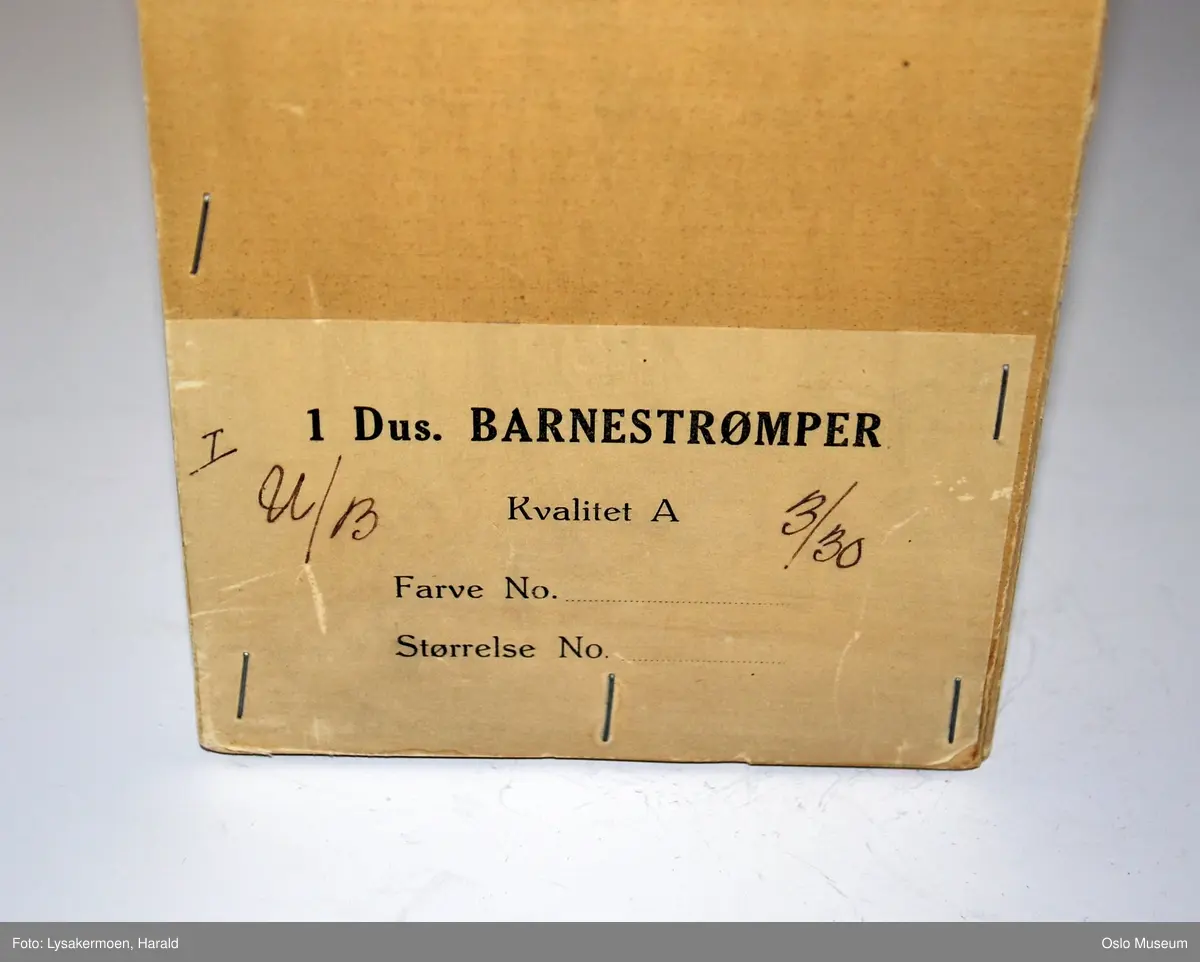 1 Dus. BARNESTRØMPER
I
U/B Kvalitet A 3/30
Farve No.
Størrelse No.
Foto: Lysakermoen, Harald
Oslo Museum